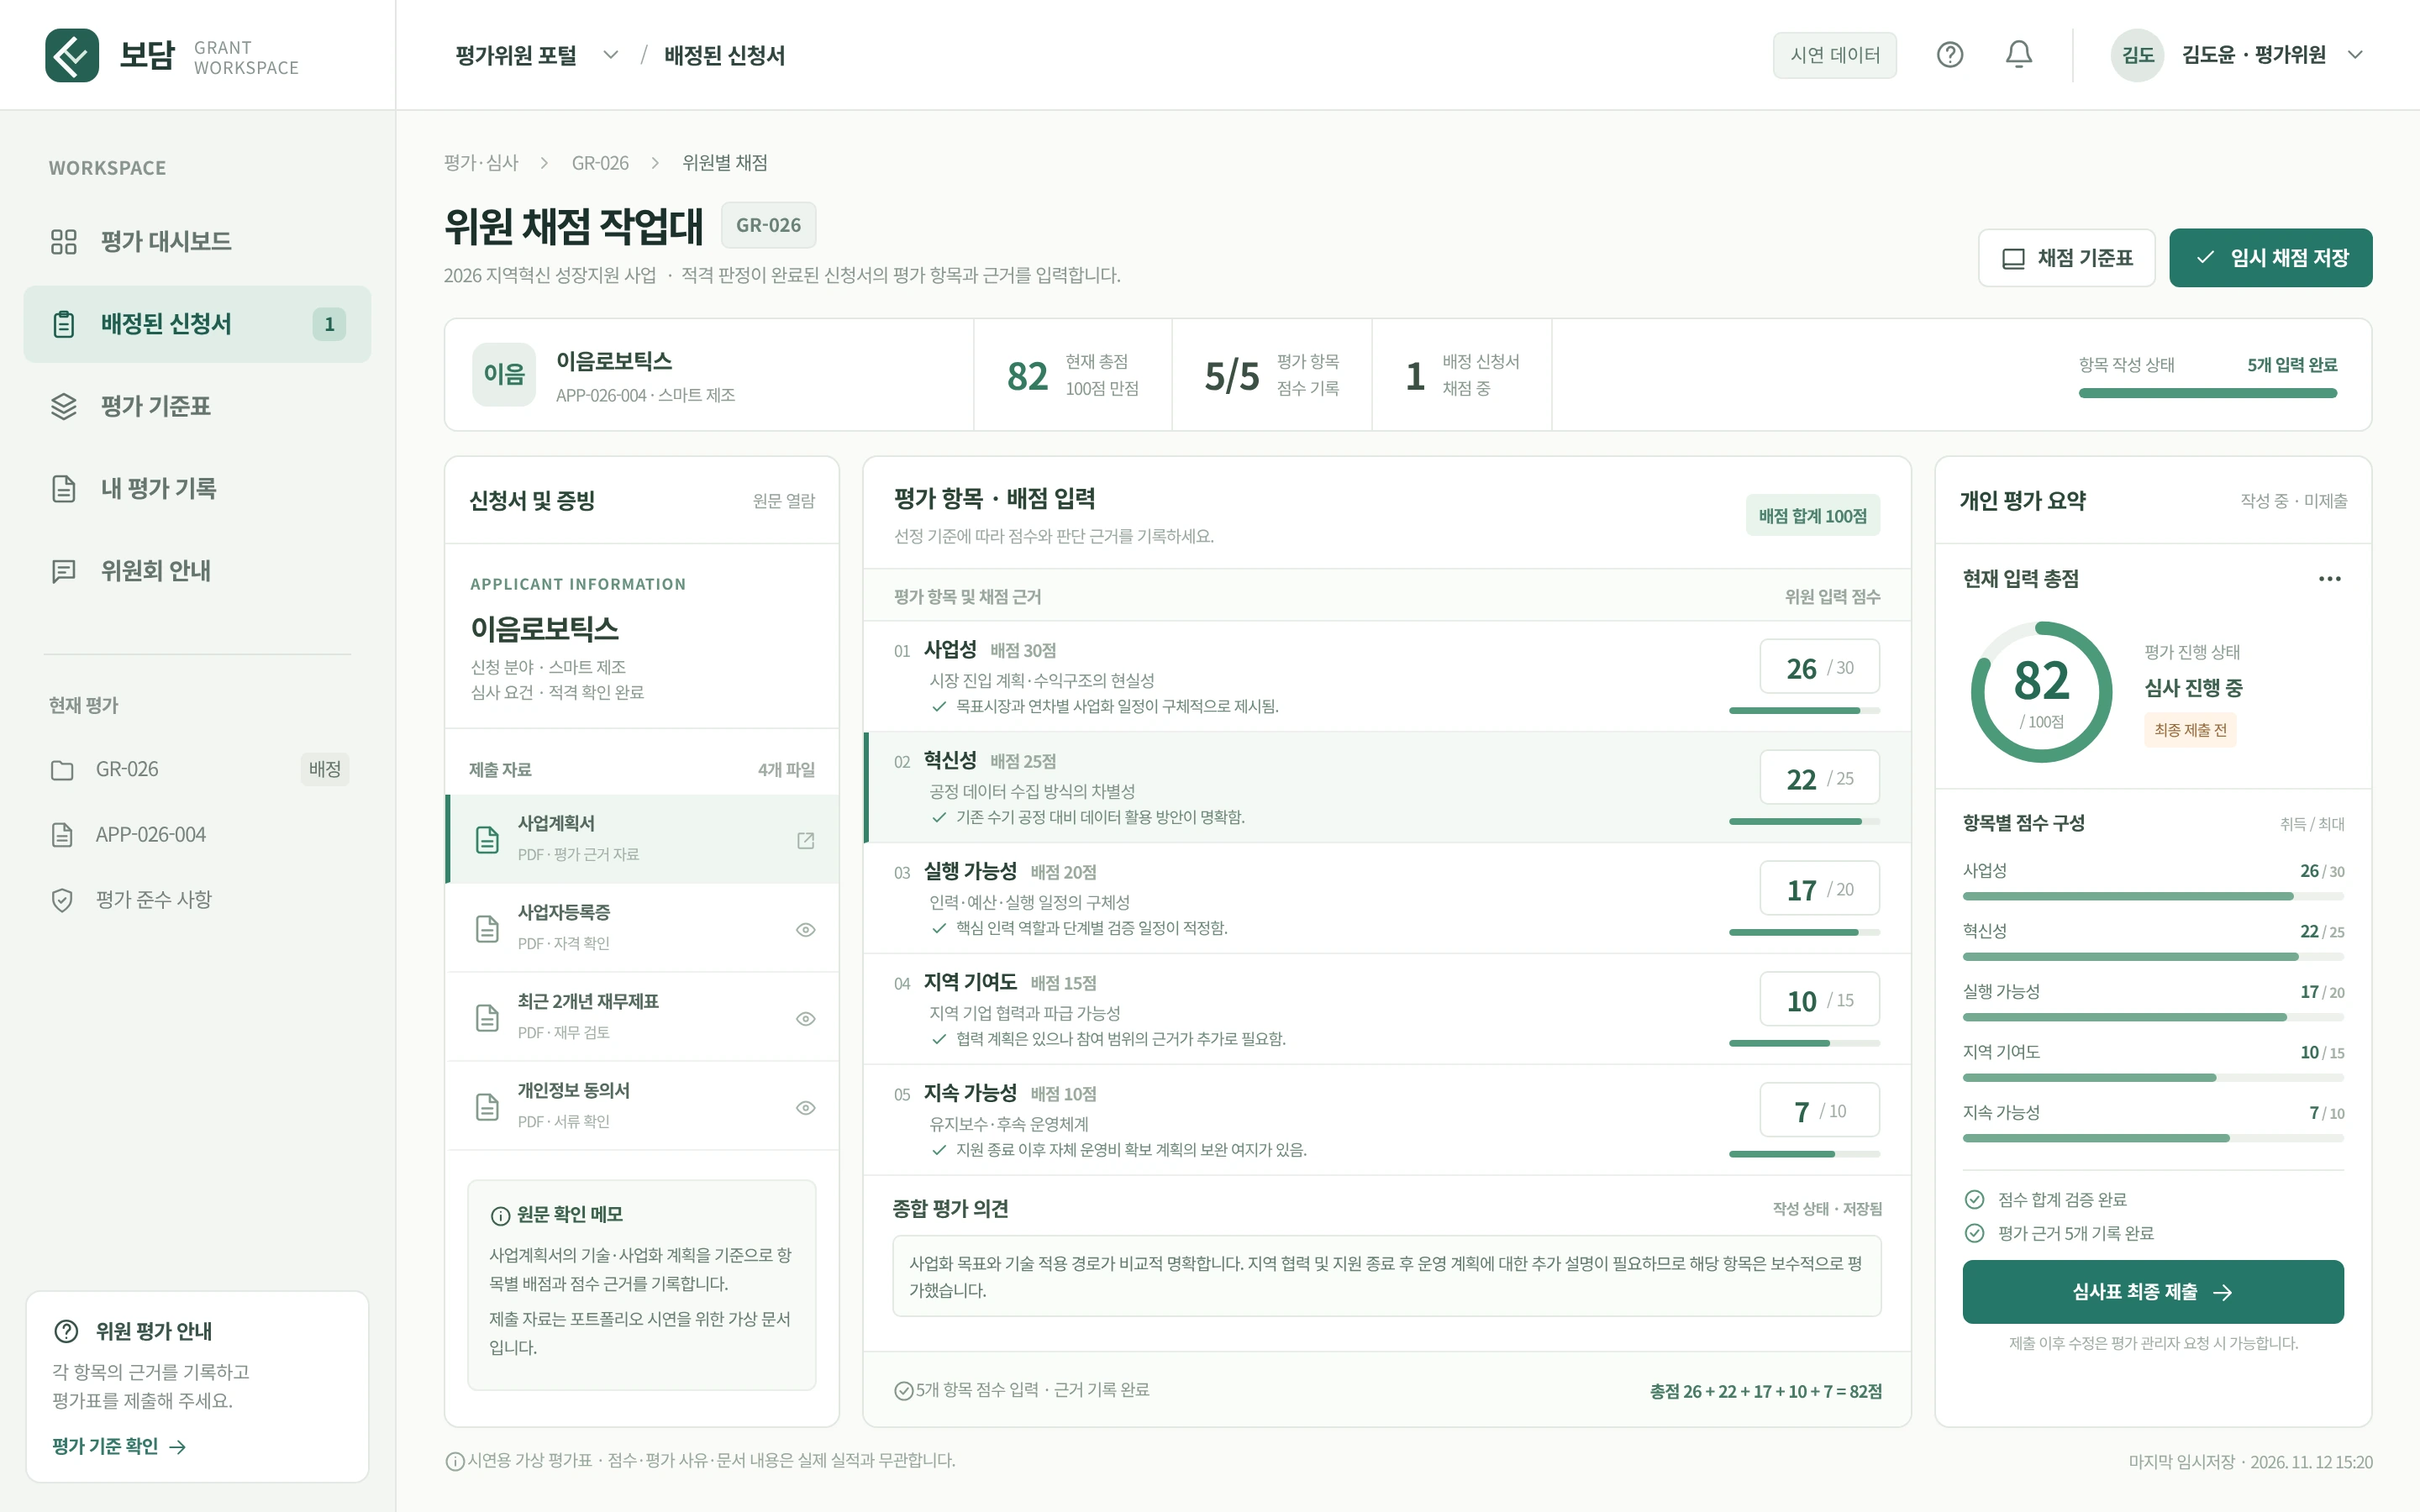 보담
GRANT
WORKSPACE
평가위원 포털 / 배정된 신청서
시연 데이터
김도
김도윤 · 평가위원
WORKSPACE
평가 대시보드
배정된 신청서 1
평가 기준표
내 평가 기록
위원회 안내
현재 평가
GR-026 배정
APP-026-004
평가 준수 사항
위원 평가 안내
각 항목의 근거를 기록하고
평가표를 제출해 주세요.
평가 기준 확인 →
평가·심사 > GR-026 > 위원별 채점
위원 채점 작업대 GR-026
2026 지역혁신 성장지원 사업 · 적격 판정이 완료된 신청서의 평가 항목과 근거를 입력합니다.
채점 기준표
임시 채점 저장
이음
이음로보틱스
APP-026-004 · 스마트 제조
82 현재 총점
100점 만점
5/5 평가 항목
점수 기록
1 배정 신청서
채점 중
항목 작성 상태 5개 입력 완료
신청서 및 증빙 원문 열람
APPLICANT INFORMATION
이음로보틱스
신청 분야 · 스마트 제조
심사 요건 · 적격 확인 완료
제출 자료 4개 파일
사업계획서
PDF · 평가 근거 자료
사업자등록증
PDF · 자격 확인
최근 2개년 재무제표
PDF · 재무 검토
개인정보 동의서
PDF · 서류 확인
원문 확인 메모
사업계획서의 기술·사업화 계획을 기준으로 항
목별 배점과 점수 근거를 기록합니다.
제출 자료는 포트폴리오 시연을 위한 가상 문서
입니다.
평가 항목 · 배점 입력
선정 기준에 따라 점수와 판단 근거를 기록하세요.
배점 합계 100점
평가 항목 및 채점 근거 위원 입력 점수
01 사업성 배점 30점
시장 진입 계획·수익구조의 현실성
목표시장과 연차별 사업화 일정이 구체적으로 제시됨.
26 / 30
02 혁신성 배점 25점
공정 데이터 수집 방식의 차별성
기존 수기 공정 대비 데이터 활용 방안이 명확함.
22 / 25
03 실행 가능성 배점 20점
인력·예산·실행 일정의 구체성
핵심 인력 역할과 단계별 검증 일정이 적정함.
17 / 20
04 지역 기여도 배점 15점
지역 기업 협력과 파급 가능성
협력 계획은 있으나 참여 범위의 근거가 추가로 필요함.
10 / 15
05 지속 가능성 배점 10점
유지보수·후속 운영체계
지원 종료 이후 자체 운영비 확보 계획의 보완 여지가 있음.
7 / 10
종합 평가 의견 작성 상태 · 저장됨
사업화 목표와 기술 적용 경로가 비교적 명확합니다. 지역 협력 및 지원 종료 후 운영 계획에 대한 추가 설명이 필요하므로 해당 항목은 보수적으로 평
가했습니다.
5개 항목 점수 입력 · 근거 기록 완료 총점 26 + 22 + 17 + 10 + 7 = 82점
개인 평가 요약 작성 중 · 미제출
현재 입력 총점
82
/ 100점
평가 진행 상태
심사 진행 중
최종 제출 전
항목별 점수 구성 취득 / 최대
사업성 26 / 30
혁신성 22 / 25
실행 가능성 17 / 20
지역 기여도 10 / 15
지속 가능성 7 / 10
점수 합계 검증 완료
평가 근거 5개 기록 완료
심사표 최종 제출 →
제출 이후 수정은 평가 관리자 요청 시 가능합니다.
시연용 가상 평가표 · 점수·평가 사유·문서 내용은 실제 실적과 무관합니다.
마지막 임시저장 · 2026. 11. 12 15:20